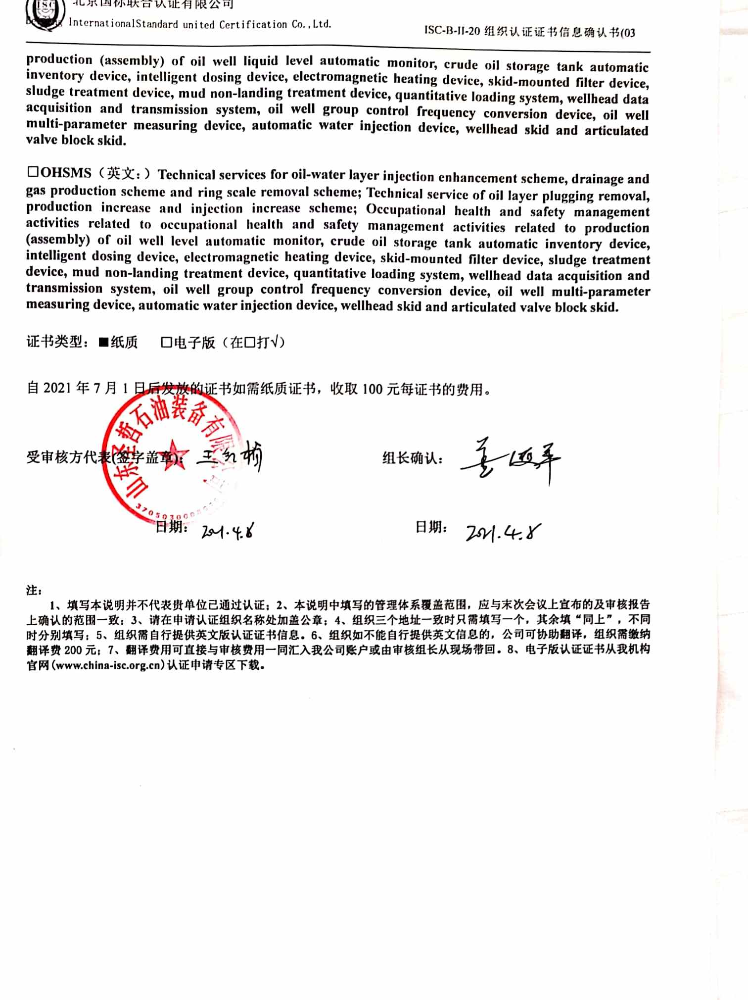 ISC
北京国标联合认证有限公司
InternationalStandard united Certification Co.,Ltd.
ISC-B-II-20 组织认证证书信息确认书(03
production (assembly) of oil well liquid level automatic monitor, crude oil storage tank automatic
inventory device, intelligent dosing device, electromagnetic heating device, skid-mounted filter device,
sludge treatment device, mud non-landing treatment device, quantitative loading system, wellhead data
acquisition and transmission system, oil well group control frequency conversion device, oil well
multi-parameter measuring device, automatic water injection device, wellhead skid and articulated
valve block skid.
□OHSMS（英文：）Technical services for oil-water layer injection enhancement scheme, drainage and
gas production scheme and ring scale removal scheme; Technical service of oil layer plugging removal,
production increase and injection increase scheme; Occupational health and safety management
activities related to occupational health and safety management activities related to production
(assembly) of oil well level automatic monitor, crude oil storage tank automatic inventory device,
intelligent dosing device, electromagnetic heating device, skid-mounted filter device, sludge treatment
device, mud non-landing treatment device, quantitative loading system, wellhead data acquisition and
transmission system, oil well group control frequency conversion device, oil well multi-parameter
measuring device, automatic water injection device, wellhead skid and articulated valve block skid.
证书类型：■纸质 □电子版（在□打√）
自 2021 年 7 月 1 日后发放的证书如需纸质证书，收取 100 元每证书的费用。
山东圣哲石油装备有限公司
受审核方代表(签字盖章)： 王红桢
组长确认：
日期： 2021.4.8
日期： 2021.4.8
注：
1、填写本说明并不代表贵单位已通过认证；2、本说明中填写的管理体系覆盖范围，应与末次会议上宣布的及审核报告
上确认的范围一致；3、请在申请认证组织名称处加盖公章；4、组织三个地址一致时只需填写一个，其余填“同上”，不同
时分别填写；5、组织需自行提供英文版认证证书信息。6、组织如不能自行提供英文信息的，公司可协助翻译，组织需缴纳
翻译费 200 元；7、翻译费用可直接与审核费用一同汇入我公司账户或由审核组长从现场带回。8、电子版认证证书从我机构
官网(www.china-isc.org.cn)认证申请专区下载。